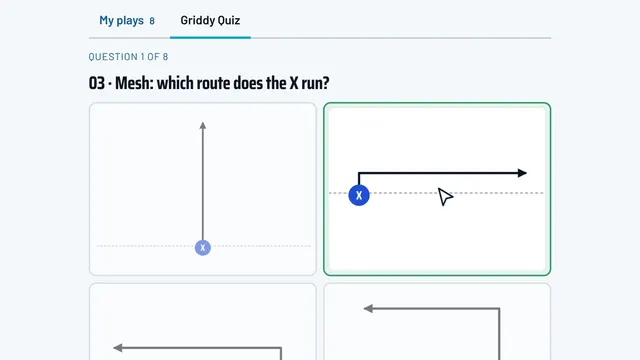 My plays 8
Griddy Quiz
QUESTION 1 OF 8
03 · Mesh: which route does the X run?
X
X